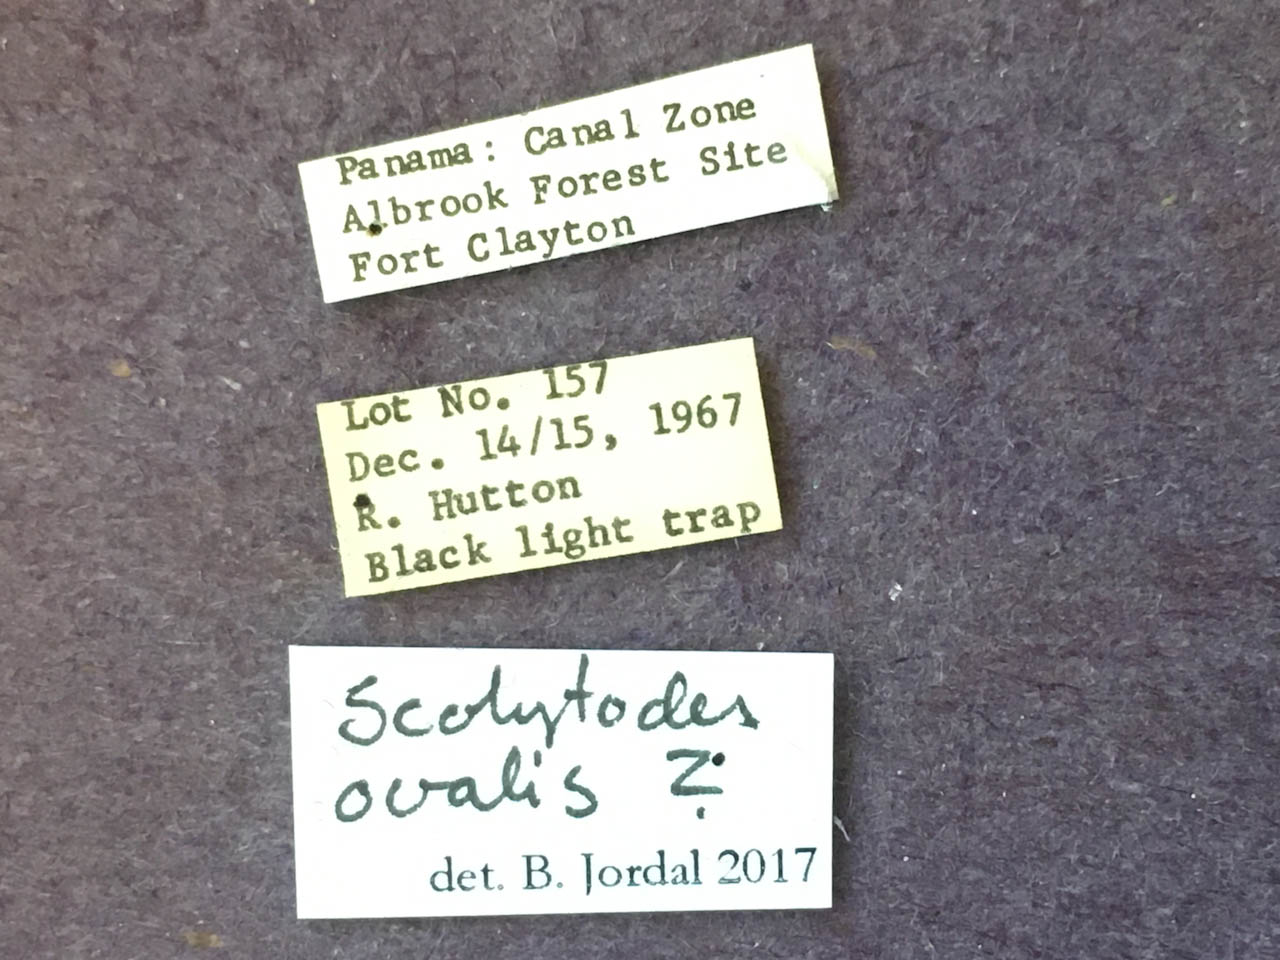 Panama: Canal Zone
Albrook Forest Site
Fort Clayton
Lot No. 157
Dec. 14/15, 1967
R. Hutton
Black light trap
Scolytodes
ovalis
det. B. Jordal 2017